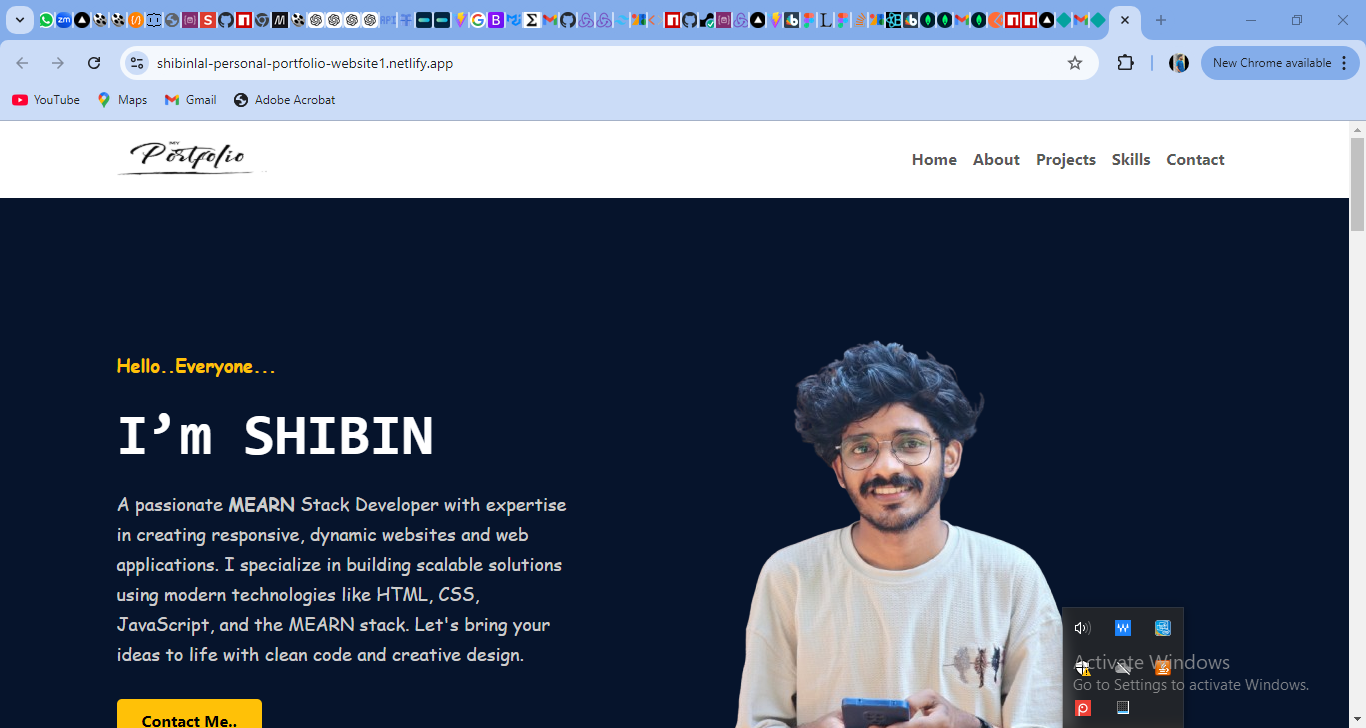 shibinlal-personal-portfolio-website1.netlify.app
New Chrome available
YouTube
Maps
Gmail
Adobe Acrobat
MY
Portfolio
Home
About
Projects
Skills
Contact
Hello..Everyone...
I’m SHIBIN
A passionate MEARN Stack Developer with expertise
in creating responsive, dynamic websites and web
applications. I specialize in building scalable solutions
using modern technologies like HTML, CSS,
JavaScript, and the MEARN stack. Let's bring your
ideas to life with clean code and creative design.
Contact Me..
Activate Windows
Go to Settings to activate Windows.